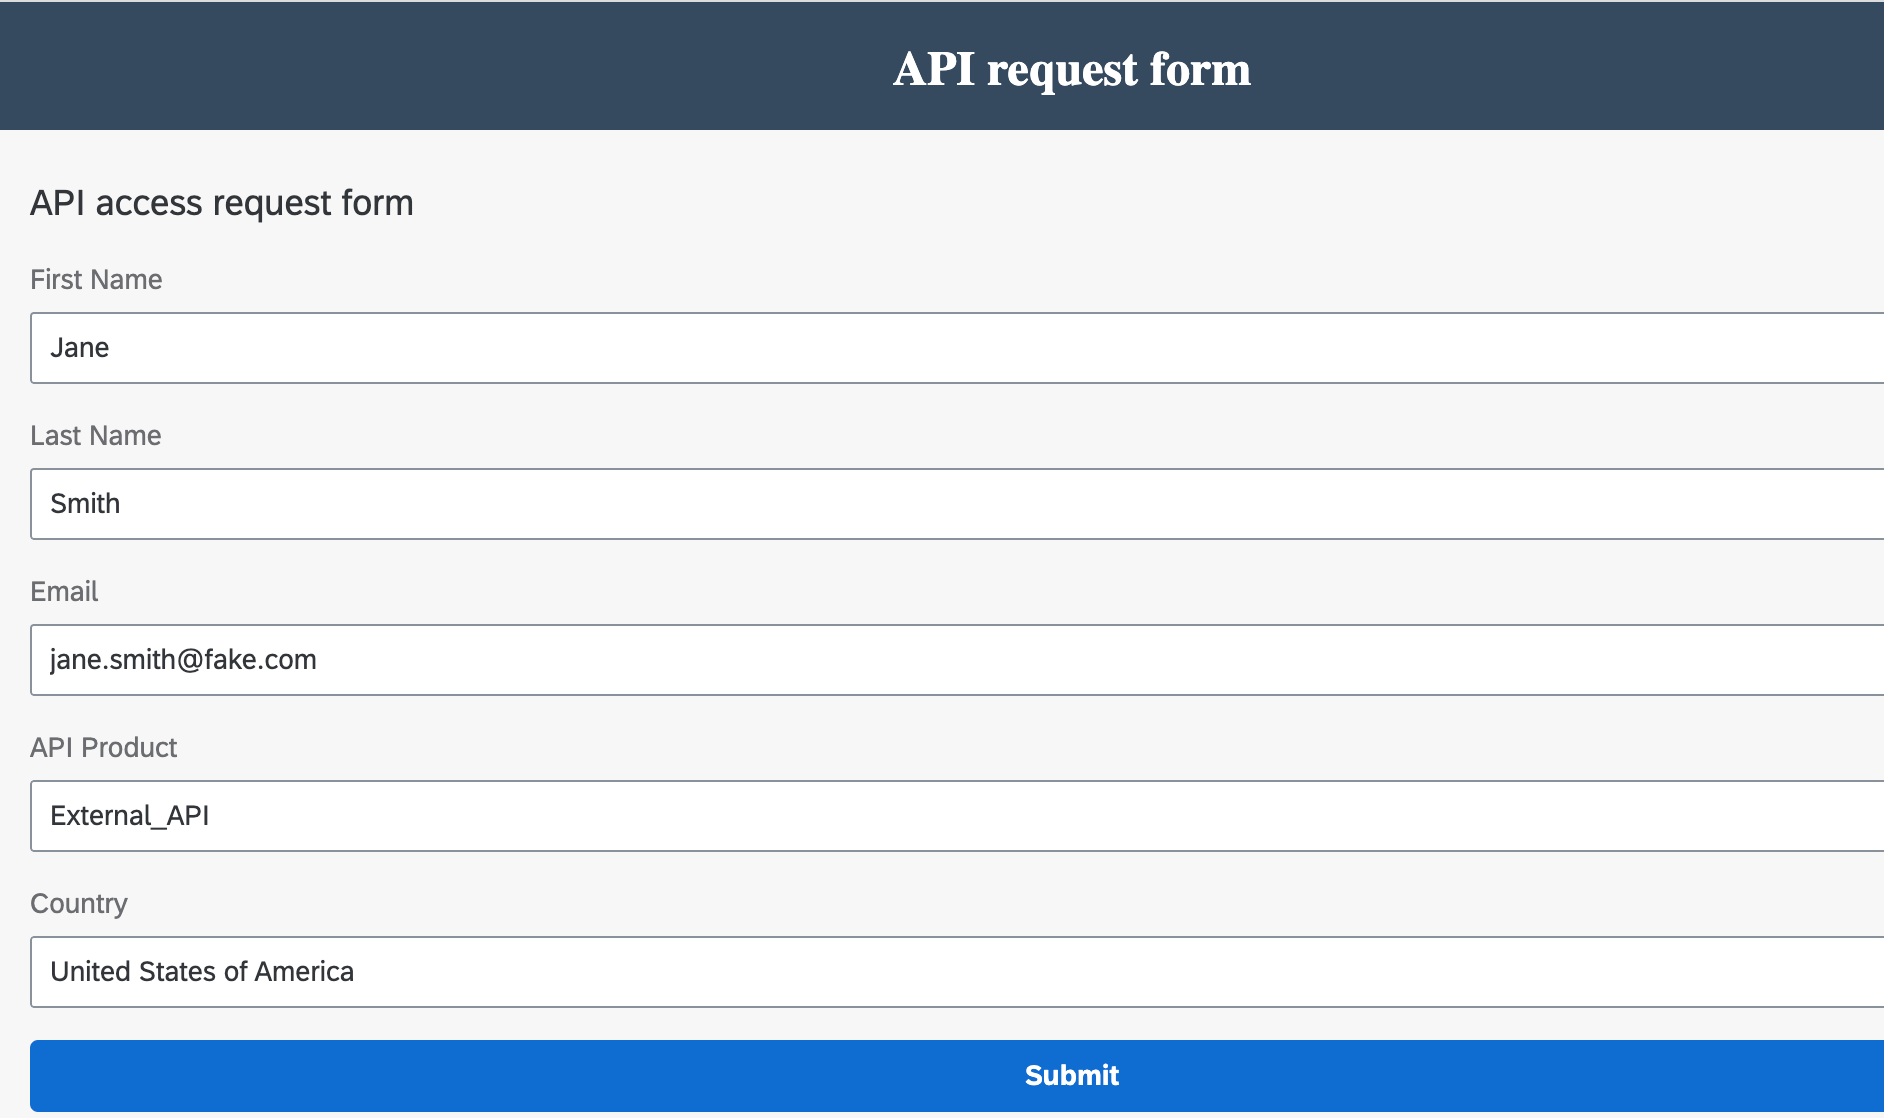 API request form
API access request form
First Name
Jane
Last Name
Smith
Email
jane.smith@fake.com
API Product
External_API
Country
United States of America
Submit